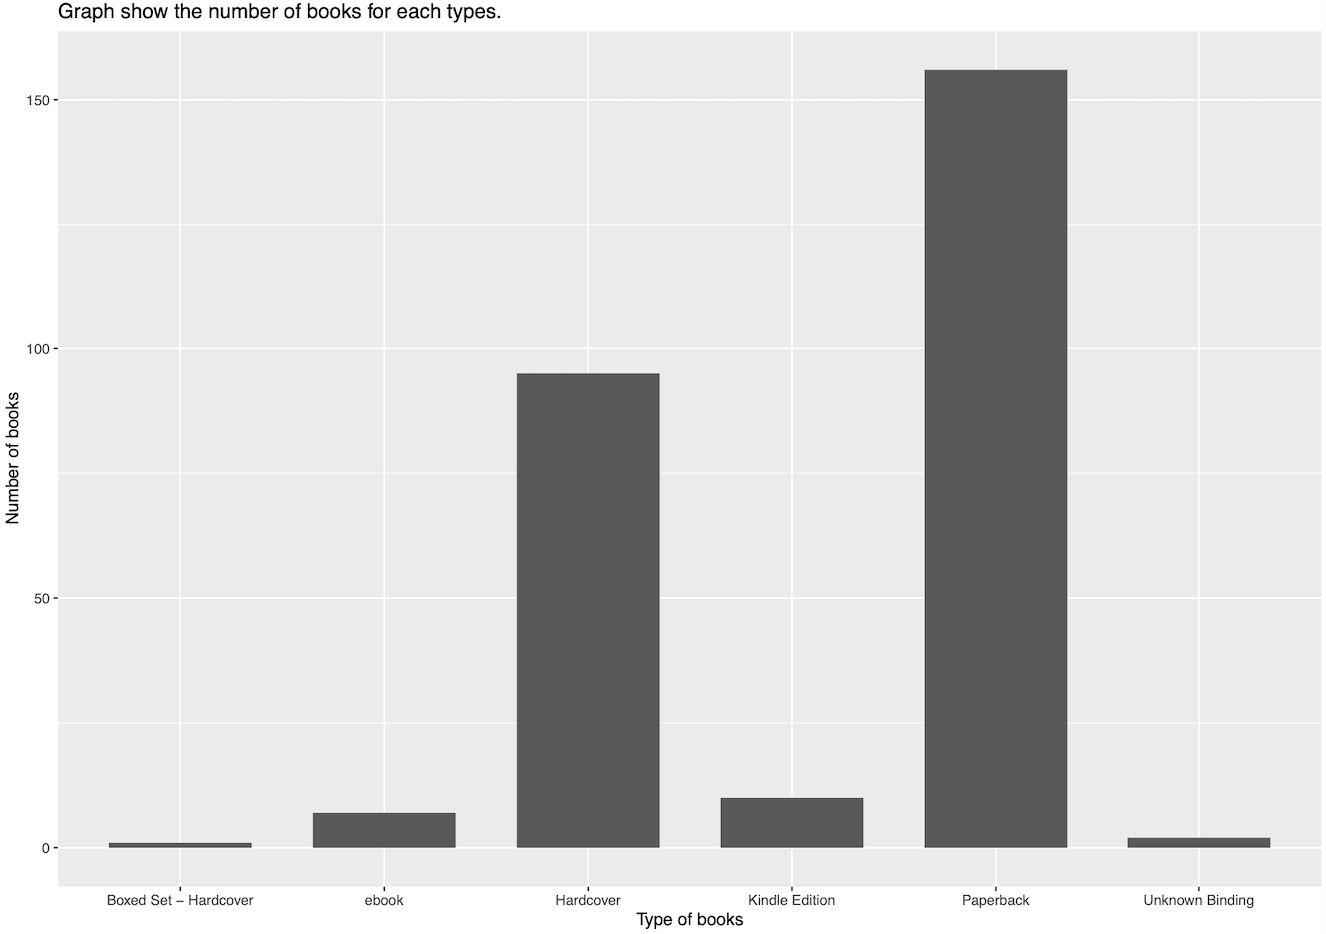 Graph show the number of books for each types.
Number of books
150
100
50
0
Boxed Set – Hardcover
ebook
Hardcover
Kindle Edition
Paperback
Unknown Binding
Type of books